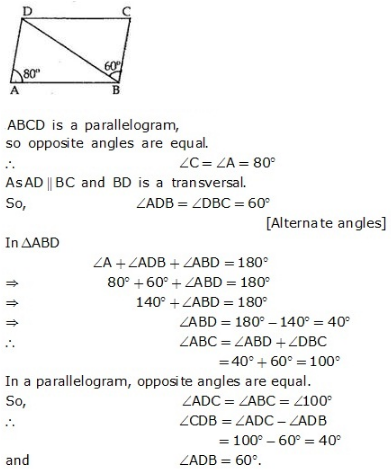 D C
80° 60°
A B
ABCD is a parallelogram,
so opposite angles are equal.
∴ ∠C = ∠A = 80°
As AD ∥ BC and BD is a transversal.
So, ∠ADB = ∠DBC = 60°
[Alternate angles]
In ΔABD
∠A + ∠ADB + ∠ABD = 180°
⇒ 80° + 60° + ∠ABD = 180°
⇒ 140° + ∠ABD = 180°
⇒ ∠ABD = 180° − 140° = 40°
∴ ∠ABC = ∠ABD + ∠DBC
= 40° + 60° = 100°
In a parallelogram, opposite angles are equal.
So, ∠ADC = ∠ABC = ∠100°
∴ ∠CDB = ∠ADC − ∠ADB
= 100° − 60° = 40°
and ∠ADB = 60°.